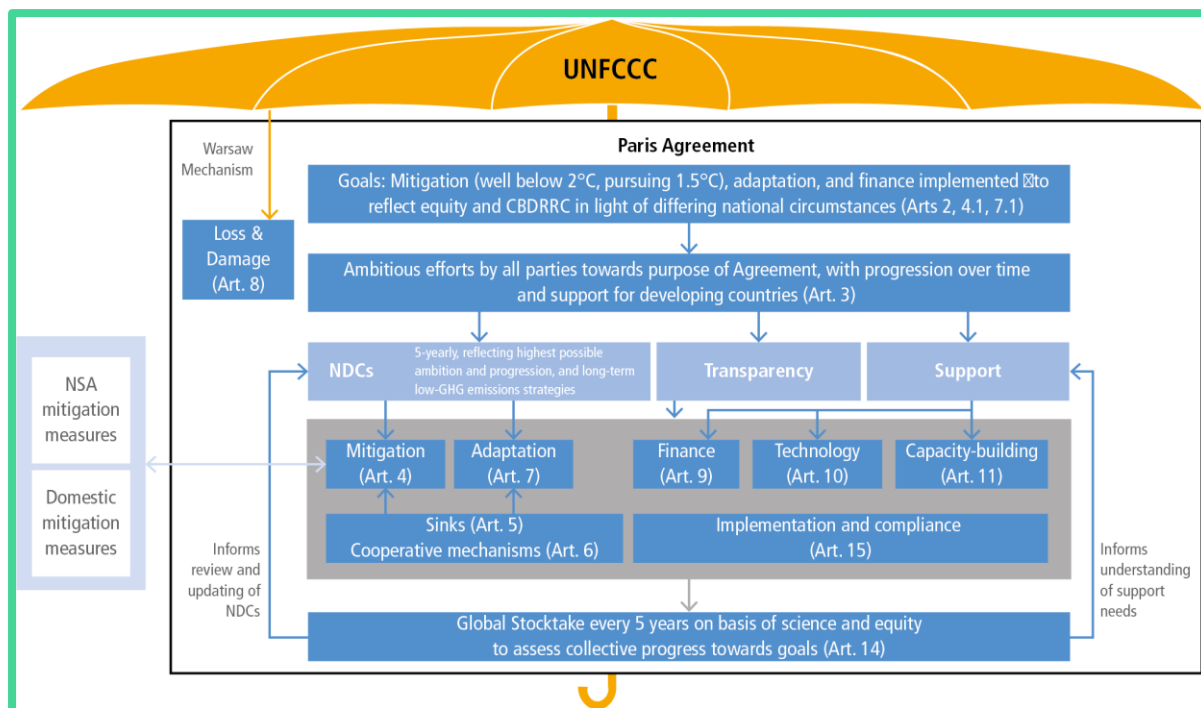 UNFCCC
Warsaw
Mechanism
Paris Agreement
Goals: Mitigation (well below 2°C, pursuing 1.5°C), adaptation, and finance implemented to
reflect equity and CBDRRC in light of differing national circumstances (Arts 2, 4.1, 7.1)
Loss &
Damage
(Art. 8)
Ambitious efforts by all parties towards purpose of Agreement, with progression over time
and support for developing countries (Art. 3)
NDCs
5-yearly, reflecting highest possible
ambition and progression, and long-term
low-GHG emissions strategies
Transparency
Support
NSA
mitigation
measures
Domestic
mitigation
measures
Mitigation
(Art. 4)
Adaptation
(Art. 7)
Finance
(Art. 9)
Technology
(Art. 10)
Capacity-building
(Art. 11)
Sinks (Art. 5)
Cooperative mechanisms (Art. 6)
Implementation and compliance
(Art. 15)
Informs
review and
updating of
NDCs
Informs
understanding
of support
needs
Global Stocktake every 5 years on basis of science and equity
to assess collective progress towards goals (Art. 14)